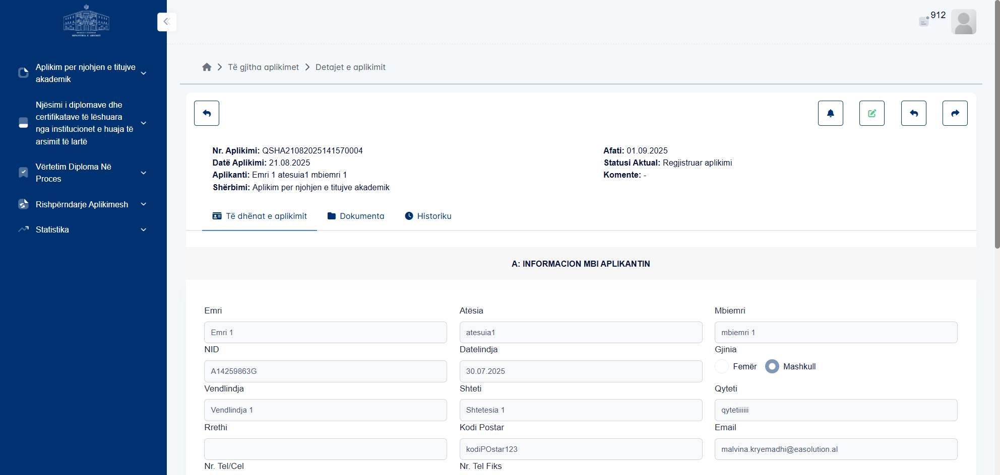 MINISTRIA E ARSIMIT
912
Aplikim per njohjen e titujve
akademik
Njësimi i diplomave dhe
certifikatave të lëshuara
nga institucionet e huaja të
arsimit të lartë
Vërtetim Diploma Në
Proces
Rishpërndarje Aplikimesh
Statistika
Të gjitha aplikimet
Detajet e aplikimit
Nr. Aplikimi: QSHA21082025141570004
Datë Aplikimi: 21.08.2025
Aplikanti: Emri 1 atesuia1 mbiemri 1
Shërbimi: Aplikim per njohjen e titujve akademik
Afati: 01.09.2025
Statusi Aktual: Regjistruar aplikimi
Komente: -
Të dhënat e aplikimit
Dokumenta
Historiku
A: INFORMACION MBI APLIKANTIN
Emri
Atësia
Mbiemri
Emri 1
atesuia1
mbiemri 1
NID
Datelindja
Gjinia
A14259863G
30.07.2025
Femër
Mashkull
Vendlindja
Shteti
Qyteti
Vendlindja 1
Shtetesia 1
qytetiiiiii
Rrethi
Kodi Postar
Email
kodiPOstar123
malvina.kryemadhi@easolution.al
Nr. Tel/Cel
Nr. Tel Fiks